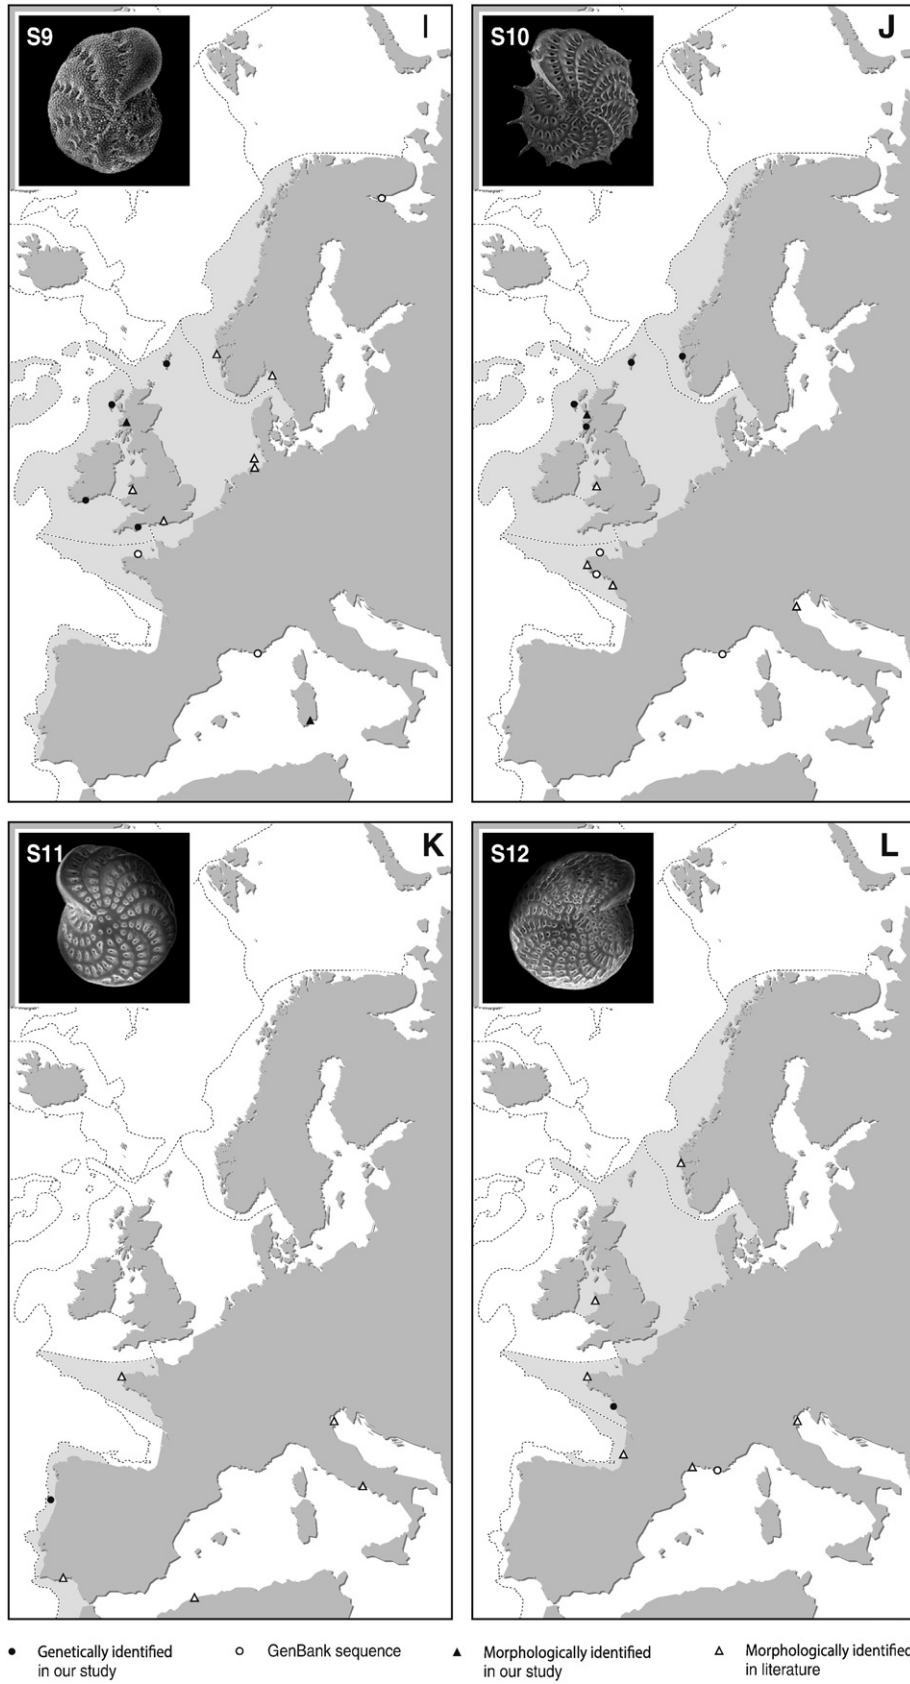 S9
I
S10
J
S11
K
S12
L
Genetically identified
in our study
GenBank sequence
Morphologically identified
in our study
Morphologically identified
in literature